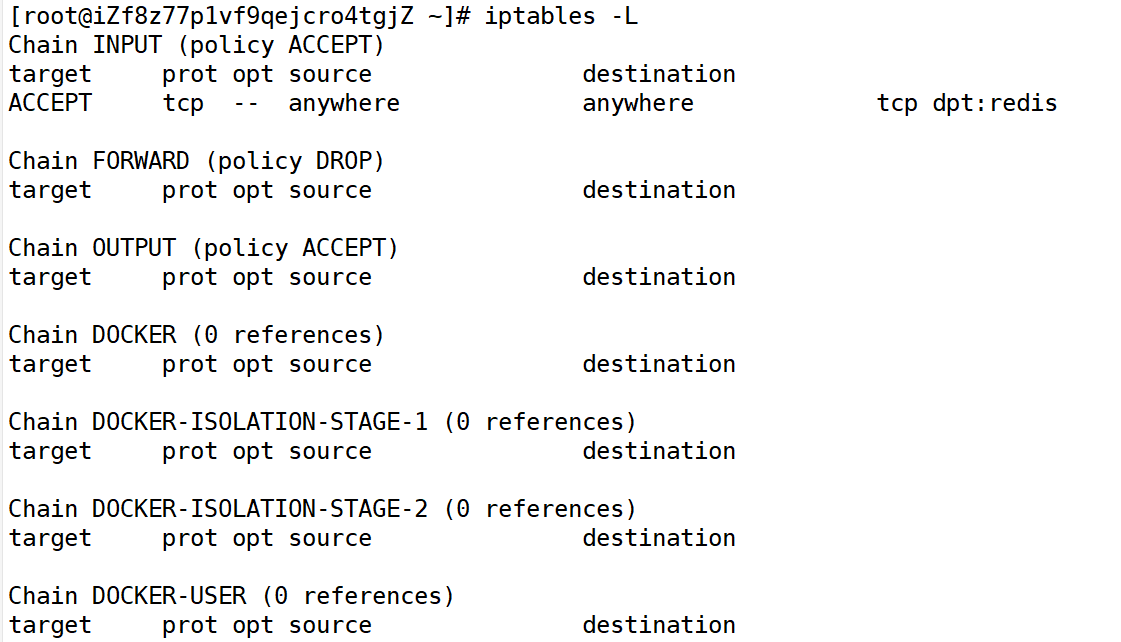 [root@iZf8z77p1vf9qejcro4tgjZ ~]# iptables -L
Chain INPUT (policy ACCEPT)
target     prot opt source               destination
ACCEPT     tcp  --  anywhere             anywhere             tcp dpt:redis

Chain FORWARD (policy DROP)
target     prot opt source               destination

Chain OUTPUT (policy ACCEPT)
target     prot opt source               destination

Chain DOCKER (0 references)
target     prot opt source               destination

Chain DOCKER-ISOLATION-STAGE-1 (0 references)
target     prot opt source               destination

Chain DOCKER-ISOLATION-STAGE-2 (0 references)
target     prot opt source               destination

Chain DOCKER-USER (0 references)
target     prot opt source               destination